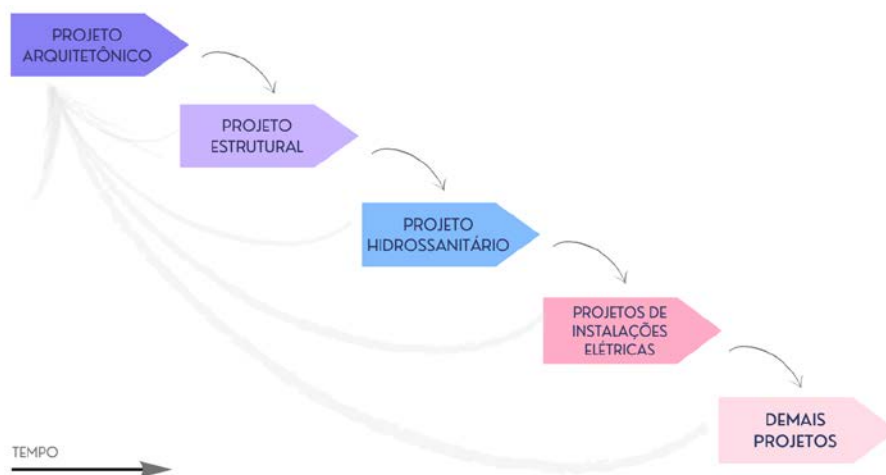 PROJETO
ARQUITETÔNICO
PROJETO
ESTRUTURAL
PROJETO
HIDROSSANITÁRIO
PROJETOS DE
INSTALAÇÕES
ELÉTRICAS
DEMAIS
PROJETOS
TEMPO